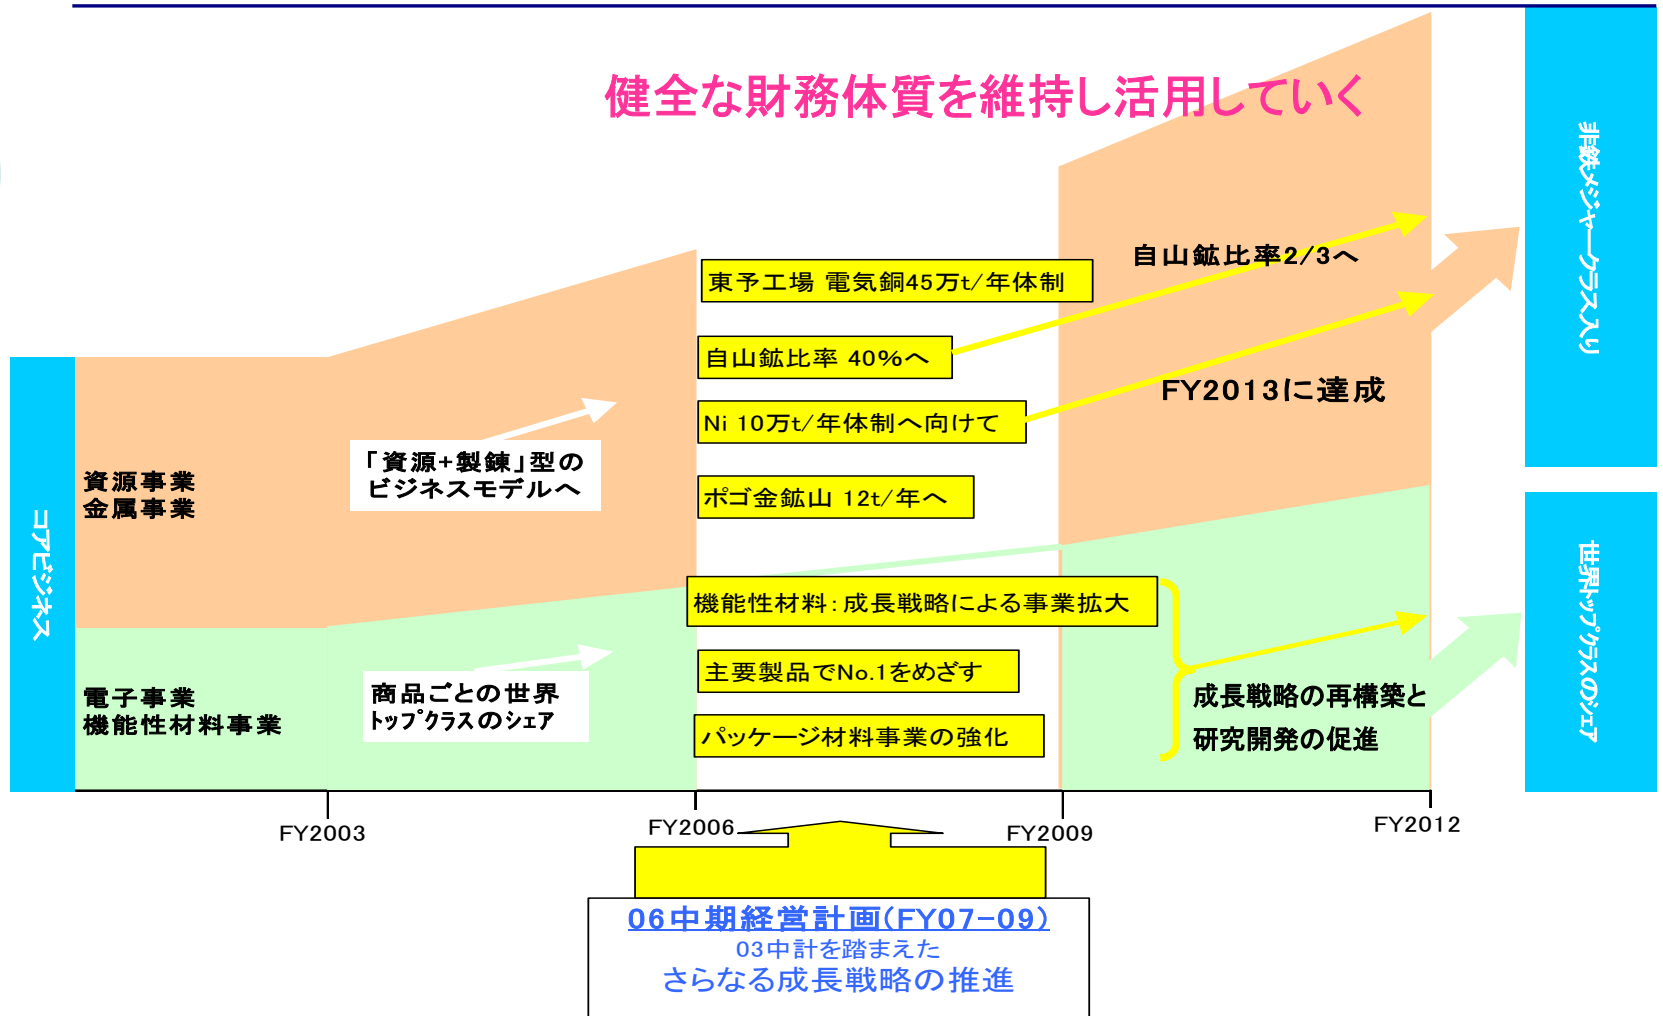 健全な財務体質を維持し活用していく
非鉄メジャークラス入り
東予工場 電気銅45万t/年体制
自山鉱比率2/3へ
自山鉱比率 40%へ
FY2013に達成
Ni 10万t/年体制へ向けて
「資源+製錬」型の
ビジネスモデルへ
資源事業
金属事業
ポゴ金鉱山 12t/年へ
コアビジネス
世界トップクラスのシェア
機能性材料:成長戦略による事業拡大
主要製品でNo.1をめざす
商品ごとの世界
トップクラスのシェア
電子事業
機能性材料事業
成長戦略の再構築と
研究開発の促進
パッケージ材料事業の強化
FY2003
FY2006
FY2009
FY2012
06中期経営計画(FY07-09)
03中計を踏まえた
さらなる成長戦略の推進